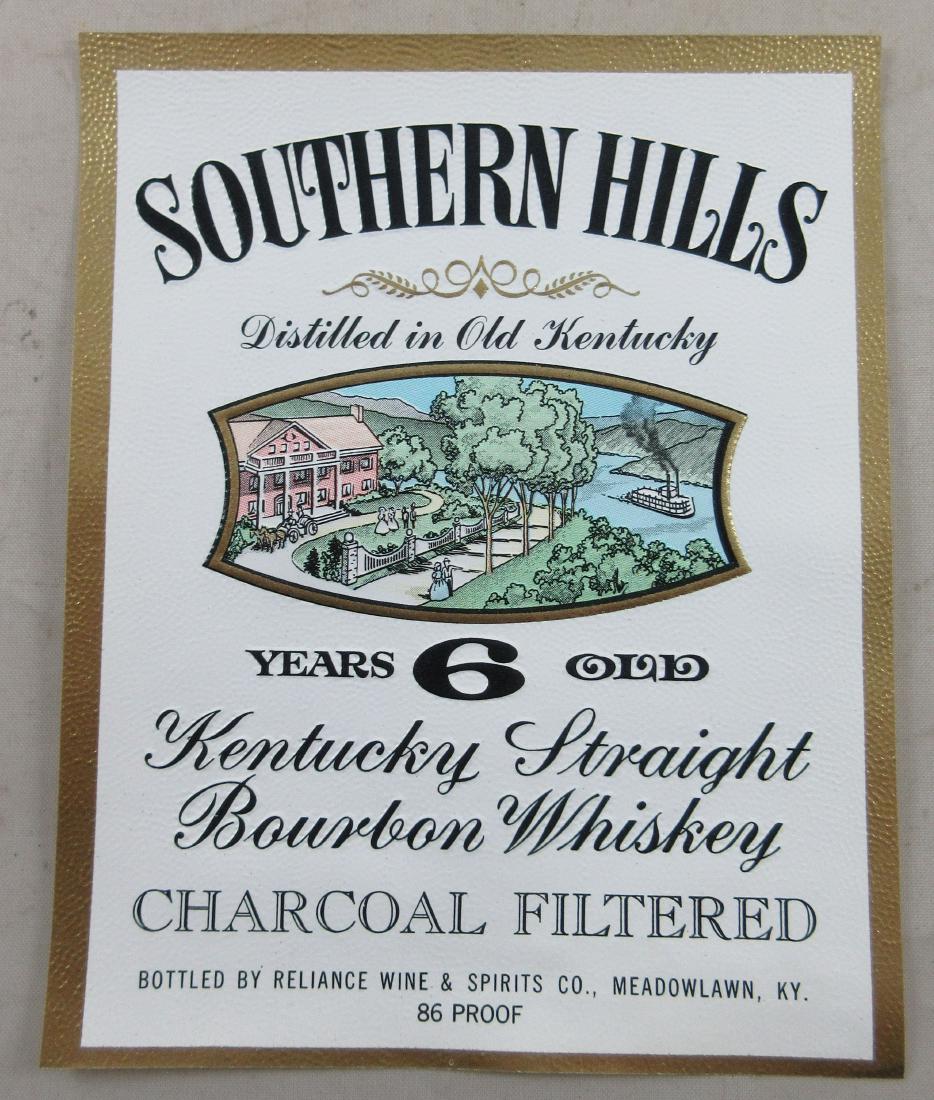 SOUTHERN HILLS
Distilled in Old Kentucky
YEARS 6 OLD
Kentucky Straight
Bourbon Whiskey
CHARCOAL FILTERED
BOTTLED BY RELIANCE WINE & SPIRITS CO., MEADOWLAWN, KY.
86 PROOF